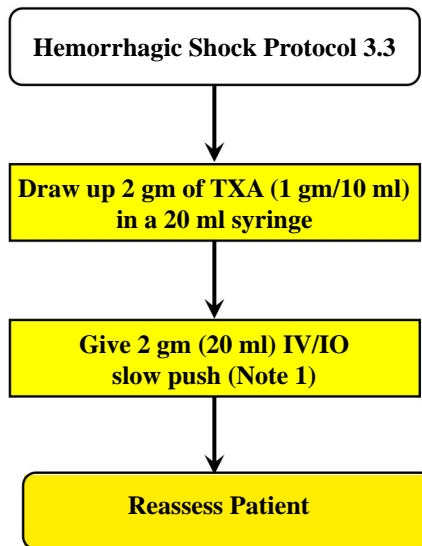 Hemorrhagic Shock Protocol 3.3
Draw up 2 gm of TXA (1 gm/10 ml)
in a 20 ml syringe
Give 2 gm (20 ml) IV/IO
slow push (Note 1)
Reassess Patient